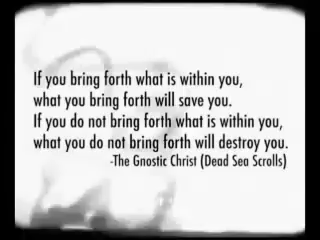 If you bring forth what is within you,
what you bring forth will save you.
If you do not bring forth what is within you,
what you do not bring forth will destroy you.
-The Gnostic Christ (Dead Sea Scrolls)